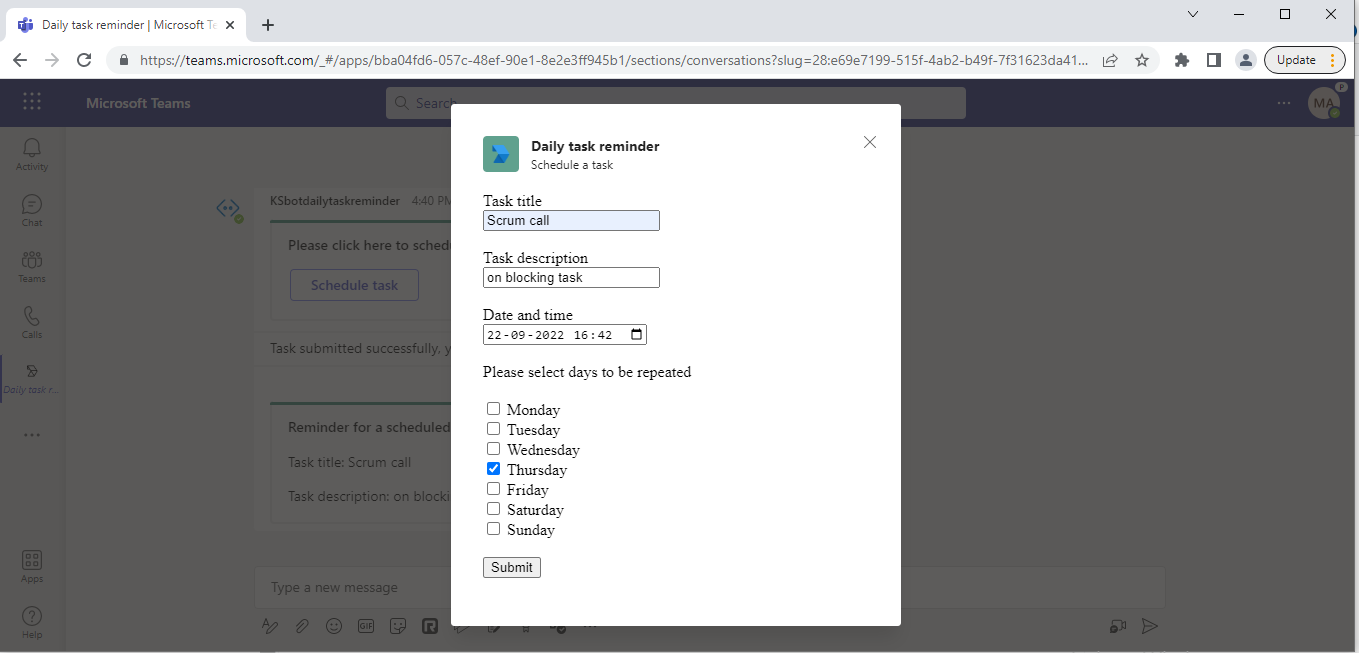 Daily task reminder | Microsoft Te
https://teams.microsoft.com/_#/apps/bba04fd6-057c-48ef-90e1-8e2e3ff945b1/sections/conversations?slug=28:e69e7199-515f-4ab2-b49f-7f31623da41...
Update
Microsoft Teams
Search
P
MA
Activity
Chat
Teams
Calls
Daily task r...
Apps
Help
KSbotdailytaskreminder 4:40 PM
Please click here to sched
Schedule task
Task submitted successfully, y
Reminder for a scheduled
Task title: Scrum call
Task description: on blocki
Type a new message
GIF
Daily task reminder
Schedule a task
Task title
Scrum call
Task description
on blocking task
Date and time
22-09-2022 16:42
Please select days to be repeated
Monday
Tuesday
Wednesday
Thursday
Friday
Saturday
Sunday
Submit